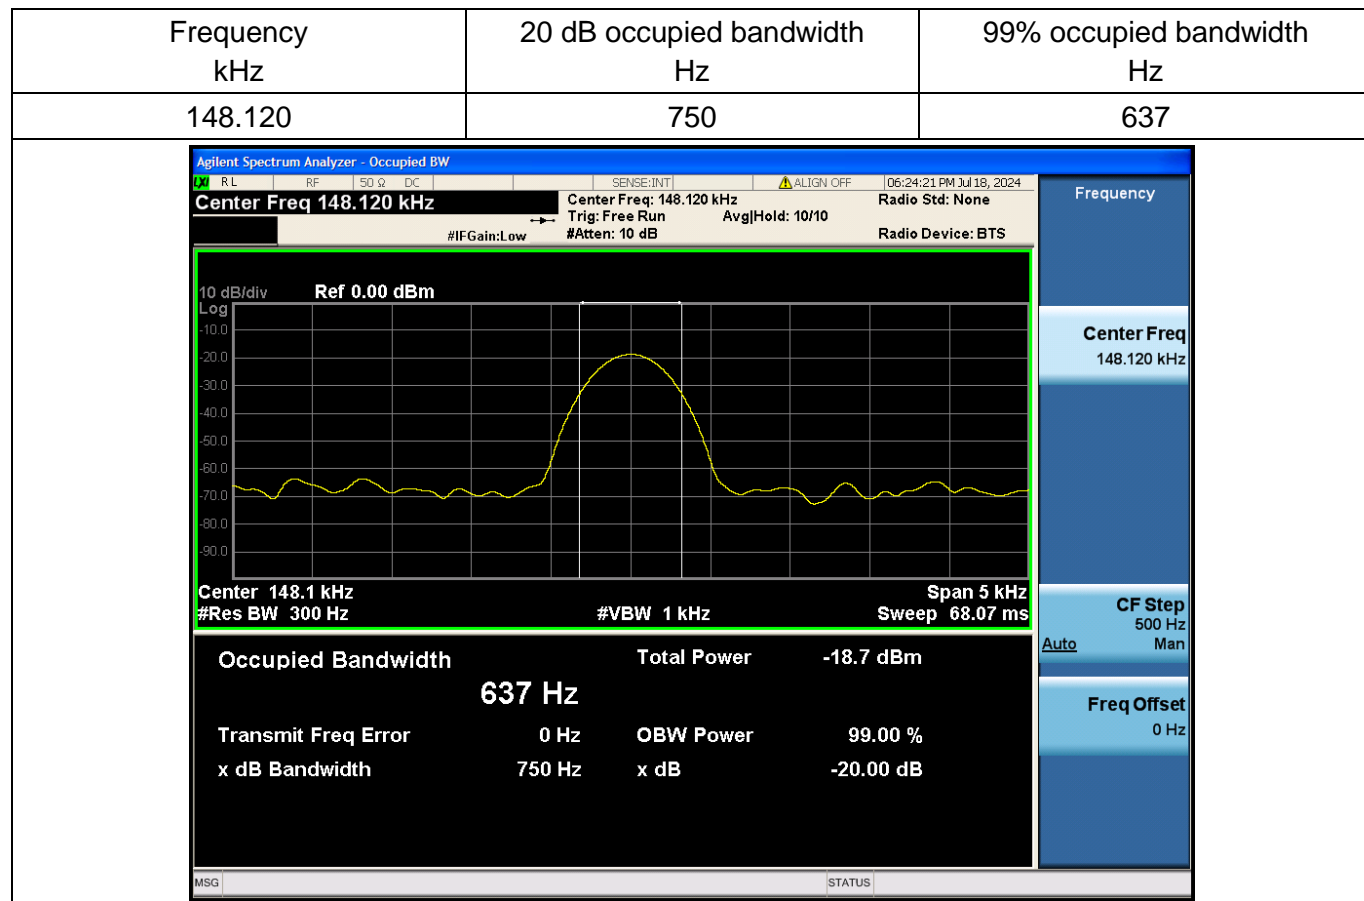 Frequency
kHz
20 dB occupied bandwidth
Hz
99% occupied bandwidth
Hz
148.120
750
637
Agilent Spectrum Analyzer - Occupied BW
LXI RL RF 50 Ω DC SENSE:INT ALIGN OFF 06:24:21 PM Jul 18, 2024
Center Freq 148.120 kHz
Center Freq: 148.120 kHz
Radio Std: None
Trig: Free Run Avg|Hold: 10/10
#IFGain:Low
#Atten: 10 dB
Radio Device: BTS
10 dB/div Ref 0.00 dBm
Log
-10.0
-20.0
-30.0
-40.0
-50.0
-60.0
-70.0
-80.0
-90.0
Center 148.1 kHz Span 5 kHz
#Res BW 300 Hz #VBW 1 kHz Sweep 68.07 ms
Occupied Bandwidth Total Power -18.7 dBm
637 Hz
Transmit Freq Error 0 Hz OBW Power 99.00 %
x dB Bandwidth 750 Hz x dB -20.00 dB
MSG STATUS
Frequency
Center Freq
148.120 kHz
CF Step
500 Hz
Auto Man
Freq Offset
0 Hz